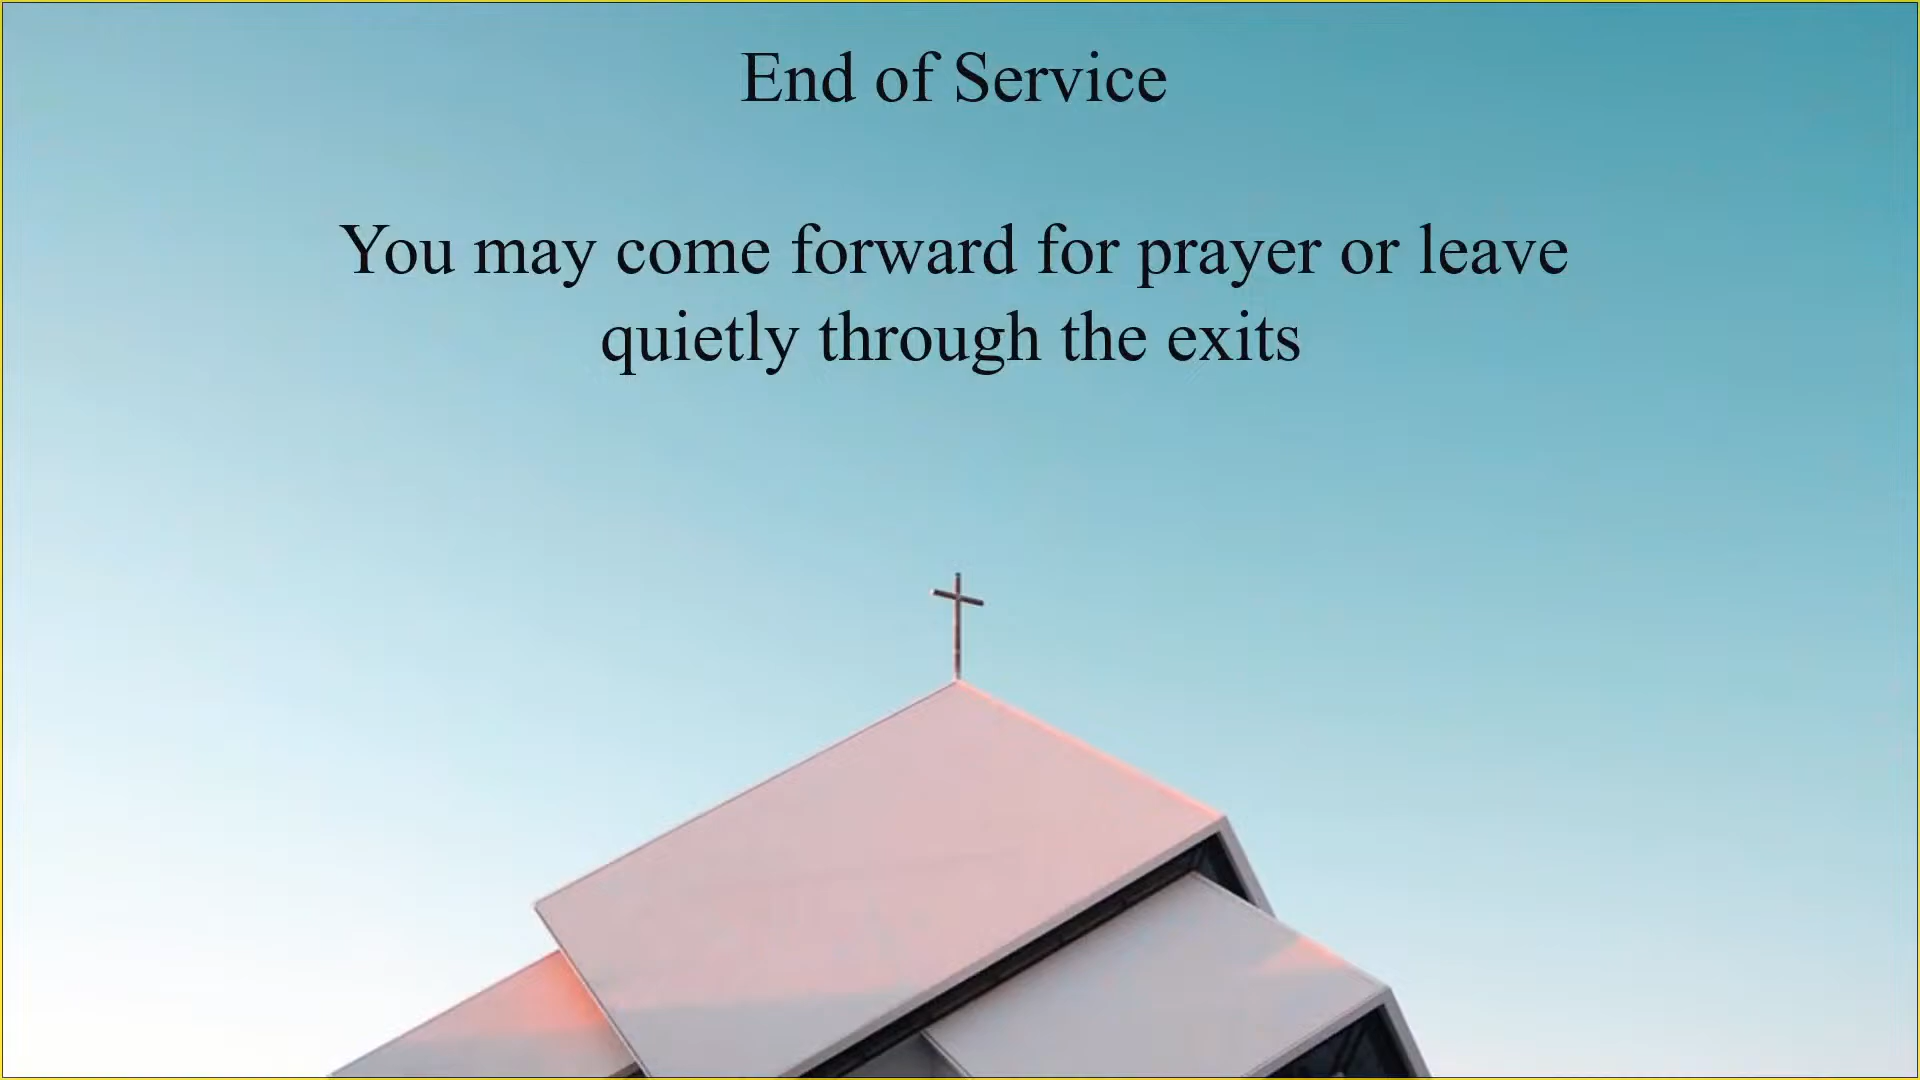 End of Service
You may come forward for prayer or leave
quietly through the exits